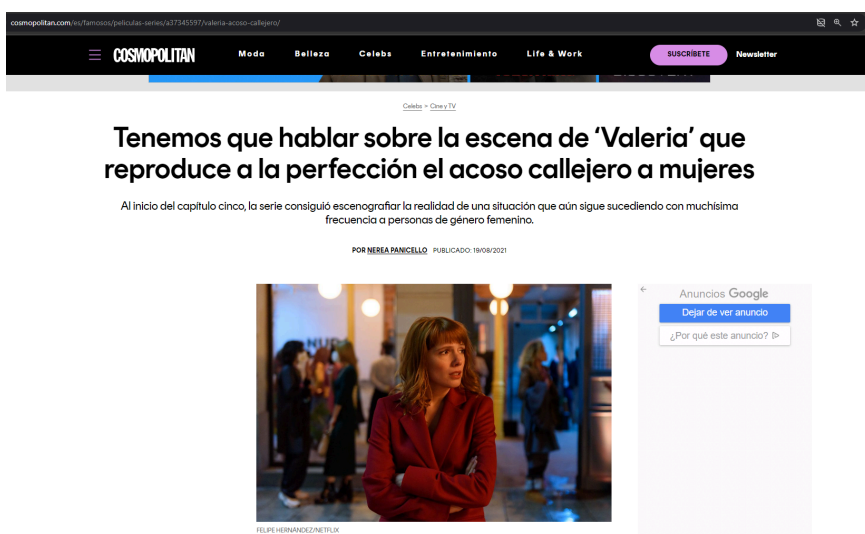 cosmopolitan.com/es/famosos/peliculas-series/a37345597/valeria-acoso-callejero/
COSMOPOLITAN Moda Belleza Celebs Entretenimiento Life & Work SUSCRÍBETE Newsletter
Celebs > Cine y TV
Tenemos que hablar sobre la escena de ‘Valeria’ que
reproduce a la perfección el acoso callejero a mujeres
Al inicio del capítulo cinco, la serie consiguió escenografiar la realidad de una situación que aún sigue sucediendo con muchísima
frecuencia a personas de género femenino.
POR NEREA PANICELLO PUBLICADO: 19/08/2021
Anuncios Google
Dejar de ver anuncio
¿Por qué este anuncio?
FELIPE HERNÁNDEZ/NETFLIX